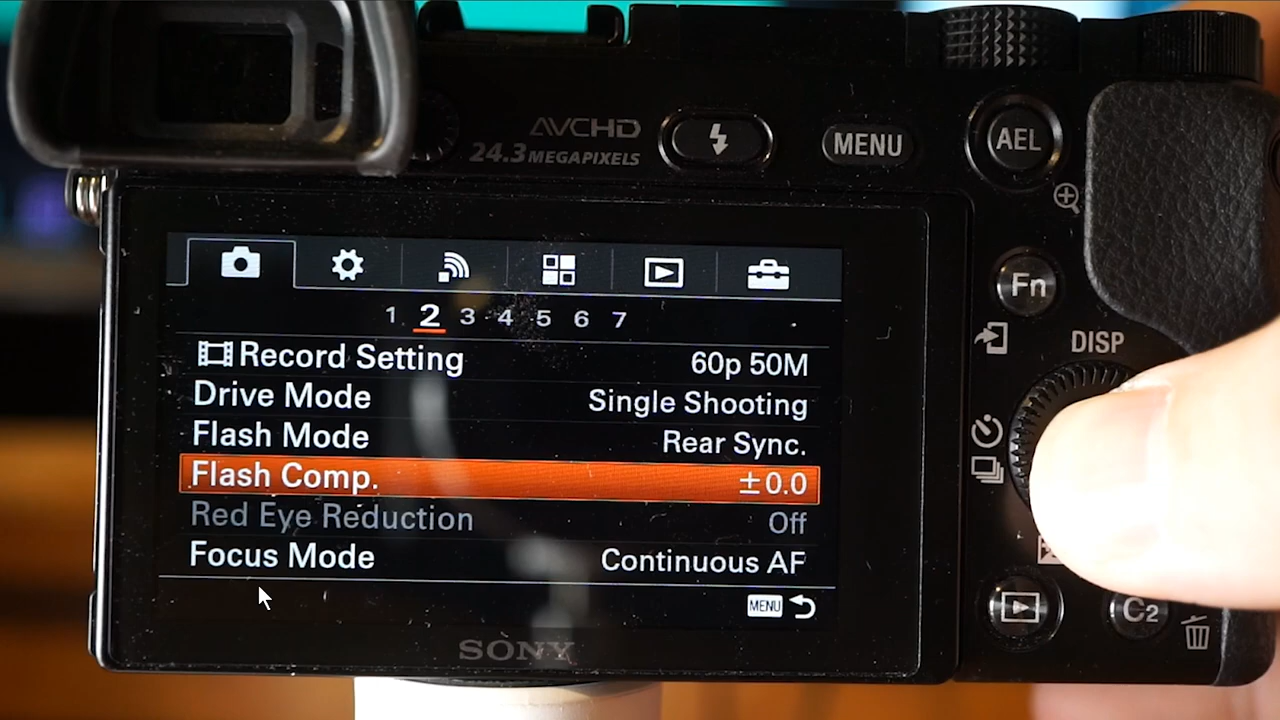 AVCHD
24.3 MEGAPIXELS
MENU
AEL
Fn
DISP
1 2 3 4 5 6 7
Record Setting 60p 50M
Drive Mode Single Shooting
Flash Mode Rear Sync.
Flash Comp. ±0.0
Red Eye Reduction Off
Focus Mode Continuous AF
MENU
SONY
C2